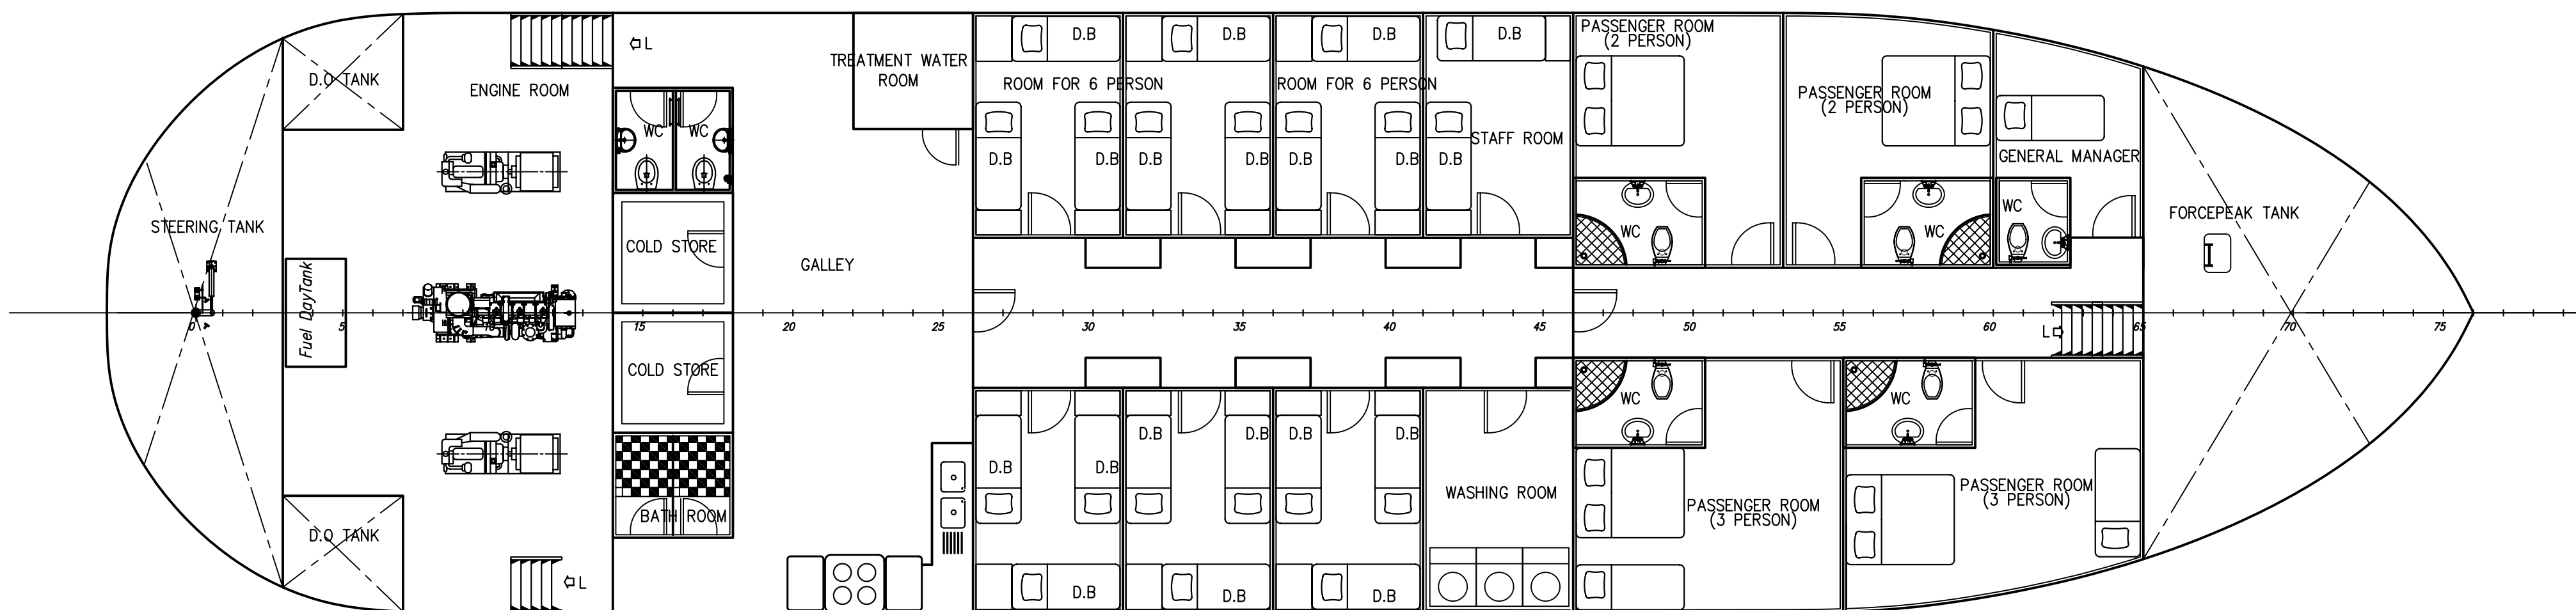 PASSENGER ROOM
(2 PERSON)
D.B
D.B
D.B
D.B
L
TREATMENT WATER
ROOM
D.O TANK
ENGINE ROOM
ROOM FOR 6 PERSON
ROOM FOR 6 PERSON
PASSENGER ROOM
(2 PERSON)
WC
WC
STAFF ROOM
D.B
D.B
D.B
D.B
D.B
D.B
D.B
GENERAL MANAGER
STEERING TANK
WC
FORCEPEAK TANK
WC
WC
COLD STORE
GALLEY
Fuel DayTank
0
5
10
15
20
25
30
35
40
45
50
55
60
65
70
75
L
COLD STORE
WC
WC
D.B
D.B
D.B
D.B
D.B
D.B
WASHING ROOM
PASSENGER ROOM
(3 PERSON)
PASSENGER ROOM
(3 PERSON)
BATH ROOM
D.O TANK
L
D.B
D.B
D.B